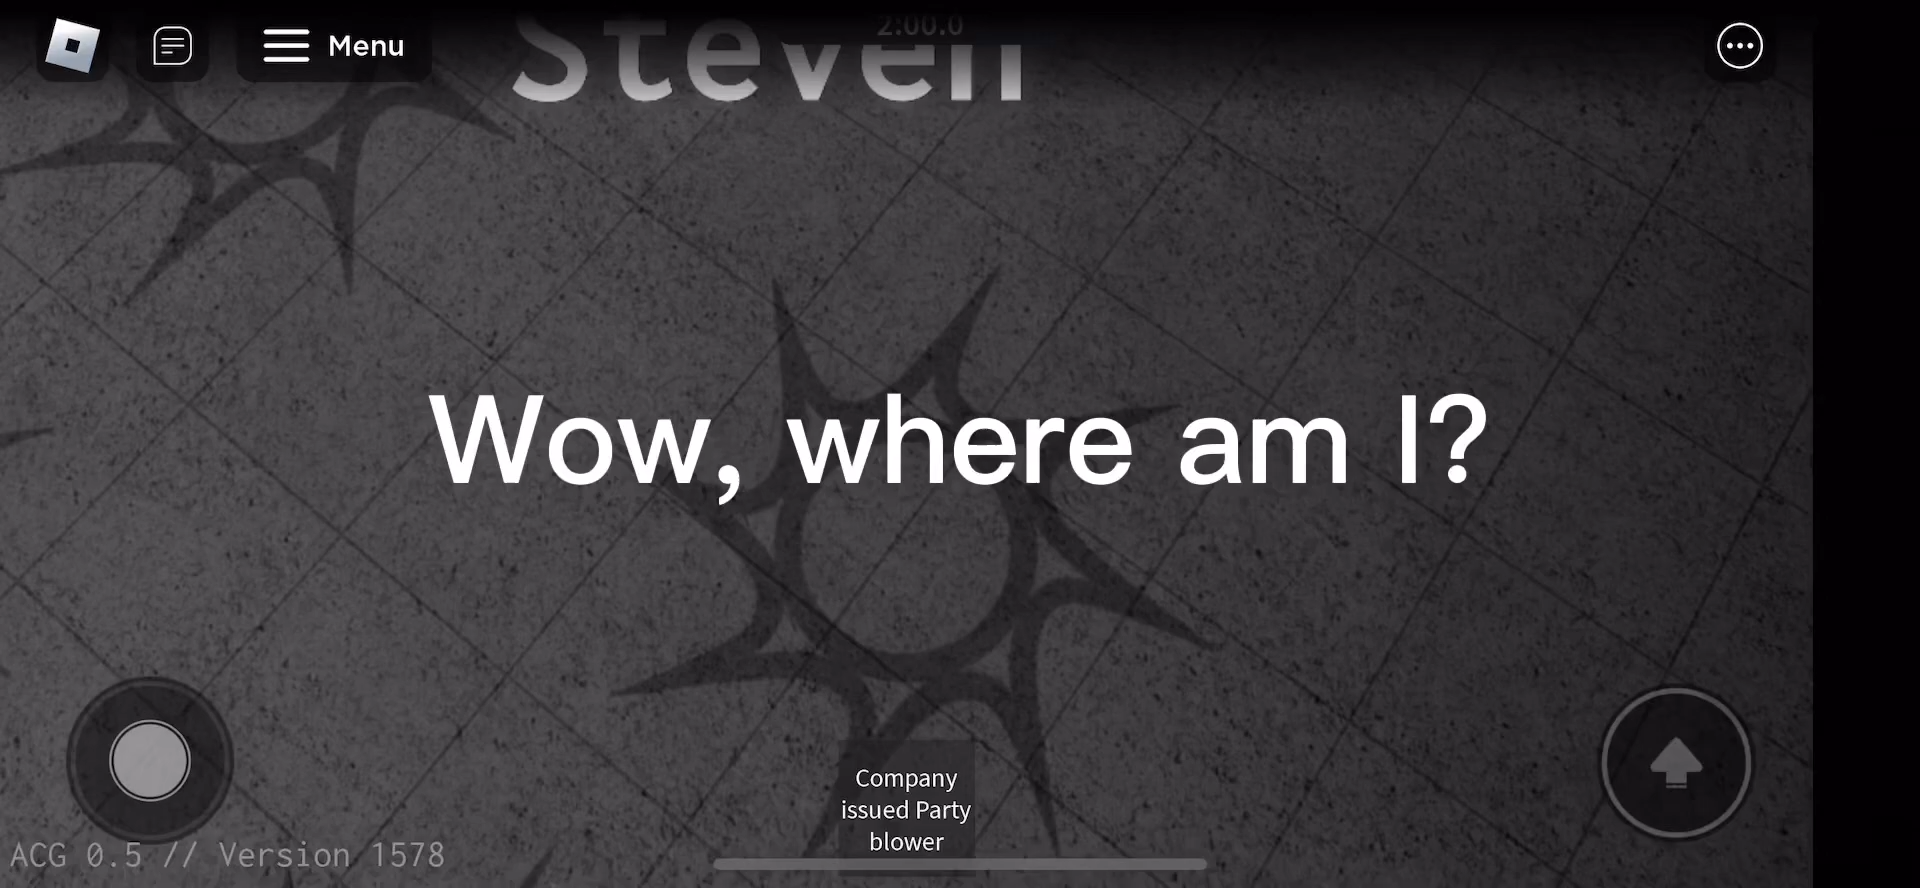 2:00.0
Steven
Menu
Wow, where am I?
Company
issued Party
blower
ACG 0.5 // Version 1578